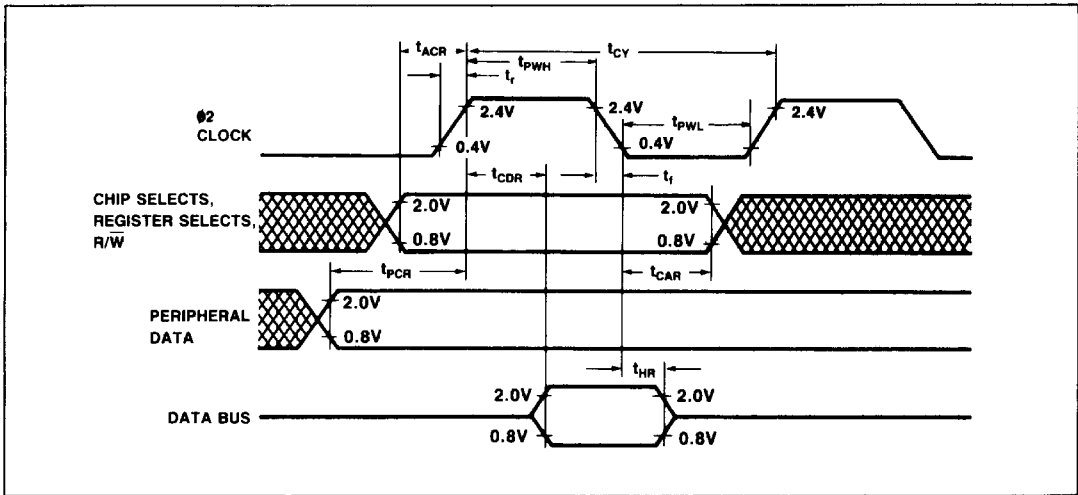 tACR
tCY
tPWH
tr
ϕ2
CLOCK
2.4V
2.4V
tPWL
2.4V
0.4V
0.4V
tCDR
tf
CHIP SELECTS,
REGISTER SELECTS,
R/W̅
2.0V
2.0V
0.8V
0.8V
tPCR
tCAR
PERIPHERAL
DATA
2.0V
0.8V
tHR
DATA BUS
2.0V
2.0V
0.8V
0.8V